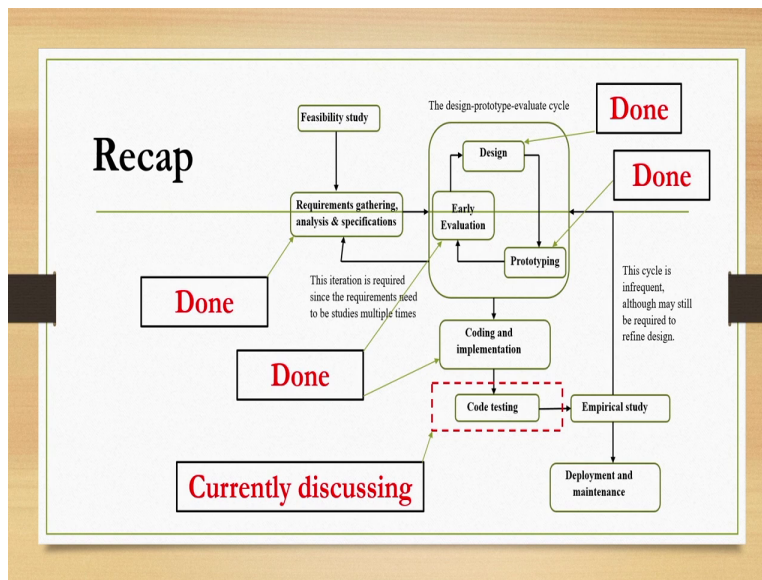 Recap
Feasibility study
The design-prototype-evaluate cycle
Done
Design
Done
Requirements gathering,
analysis & specifications
Early
Evaluation
Prototyping
This iteration is required
since the requirements need
to be studies multiple times
This cycle is
infrequent,
although may still
be required to
refine design.
Done
Coding and
implementation
Done
Code testing
Empirical study
Currently discussing
Deployment and
maintenance